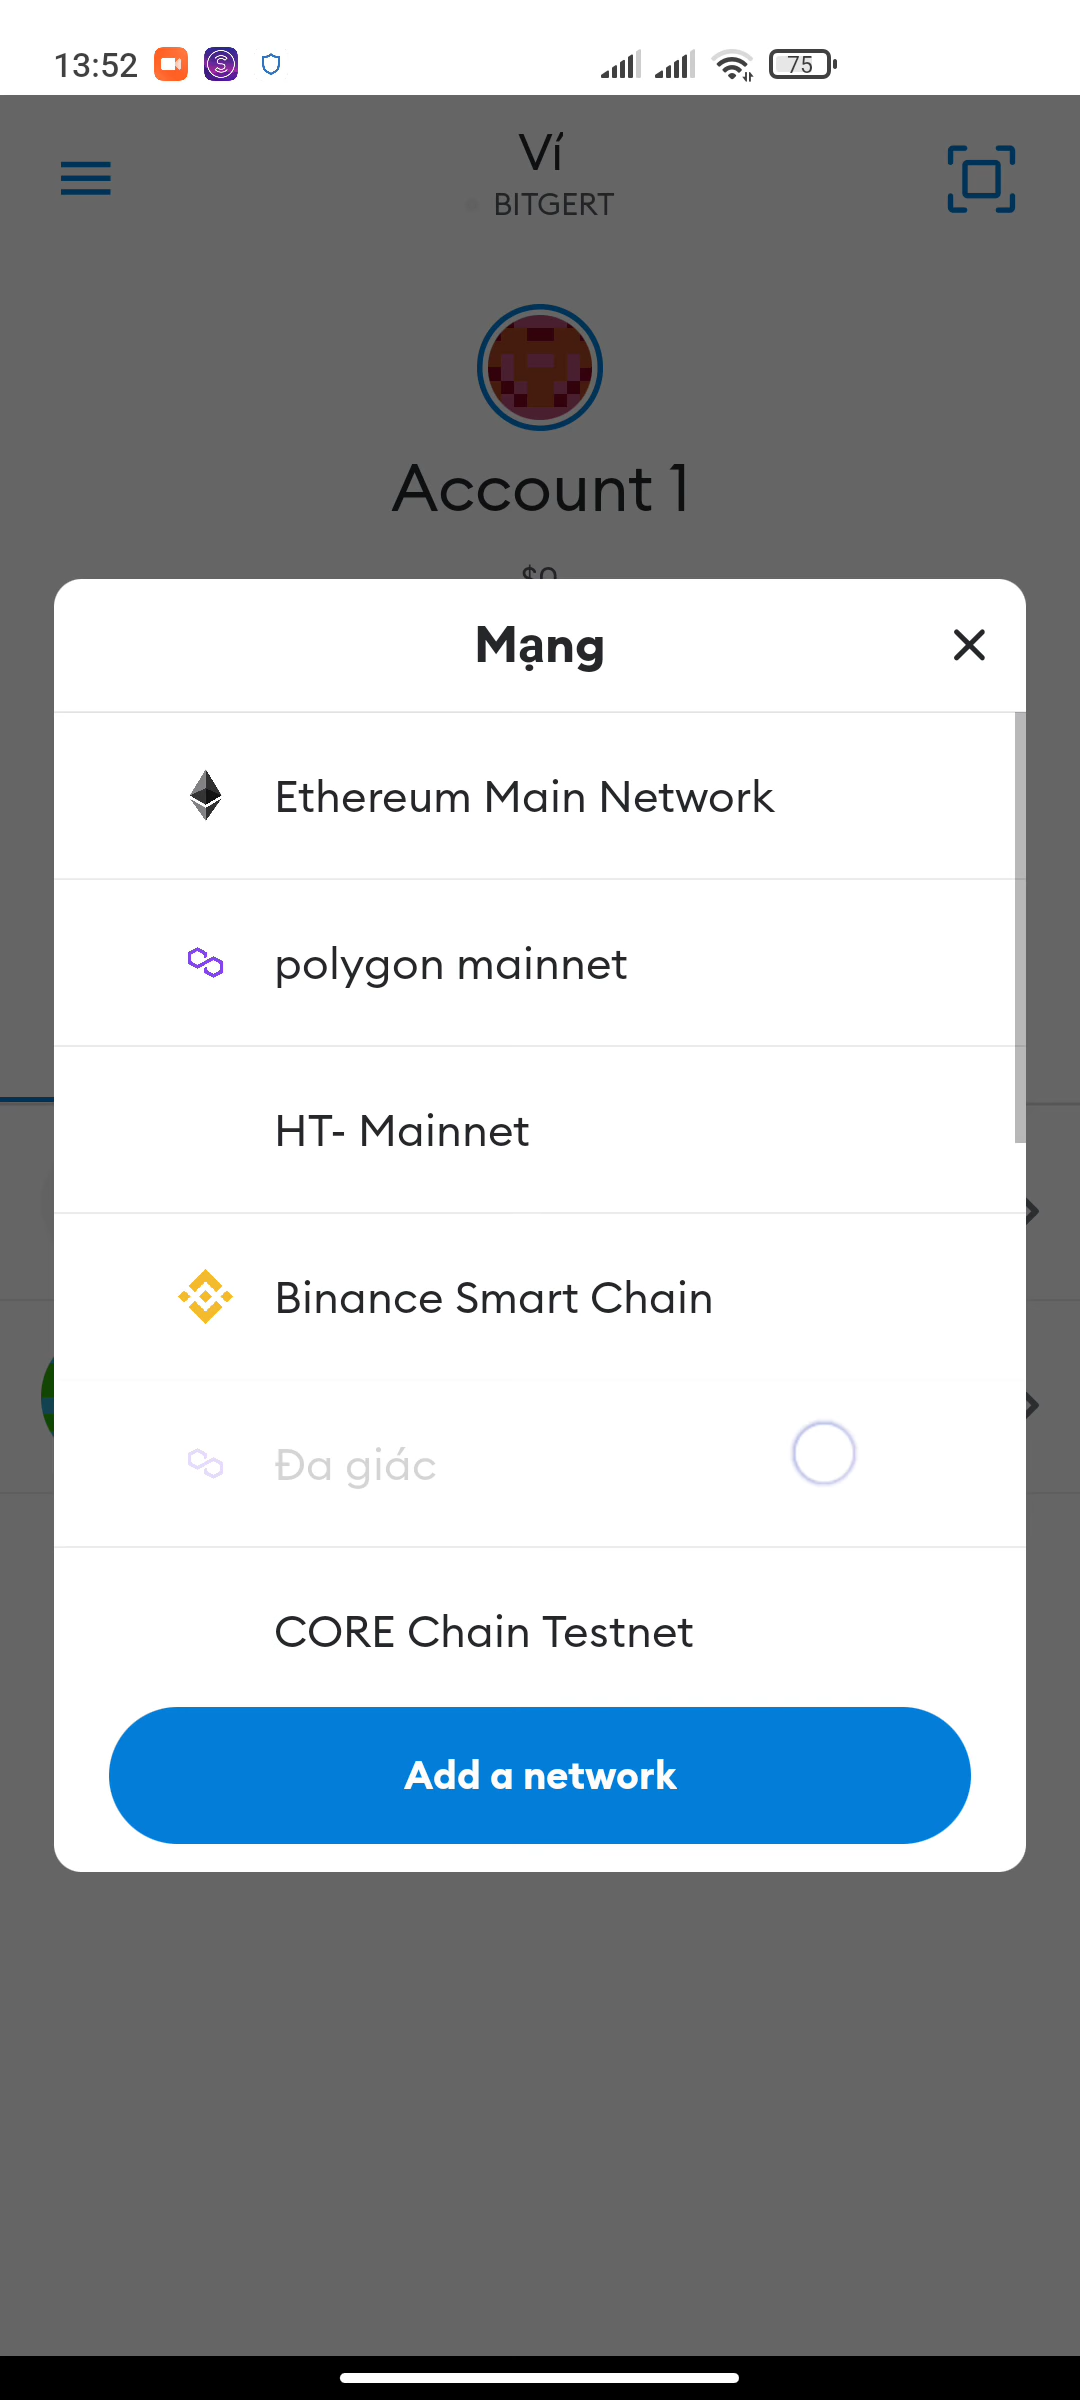 13:52
75
Ví
BITGERT
Account 1
$0
Mạng
Ethereum Main Network
polygon mainnet
HT- Mainnet
Binance Smart Chain
Đa giác
CORE Chain Testnet
Add a network